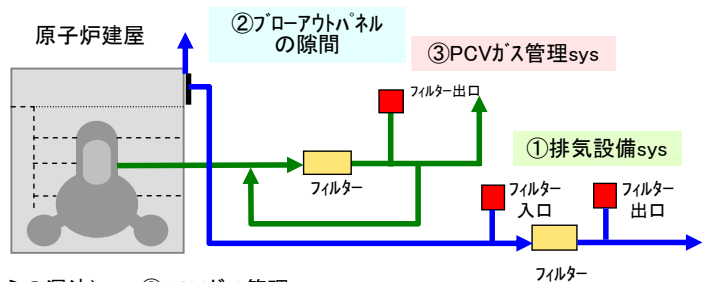 原子炉建屋
②ﾌﾞﾛｰｱｳﾄﾊﾟﾈﾙ
の隙間
③PCVガス管理sys
ﾌｨﾙﾀｰ出口
①排気設備sys
フィルター
ﾌｨﾙﾀｰ
入口
ﾌｨﾙﾀｰ
出口
フィルター